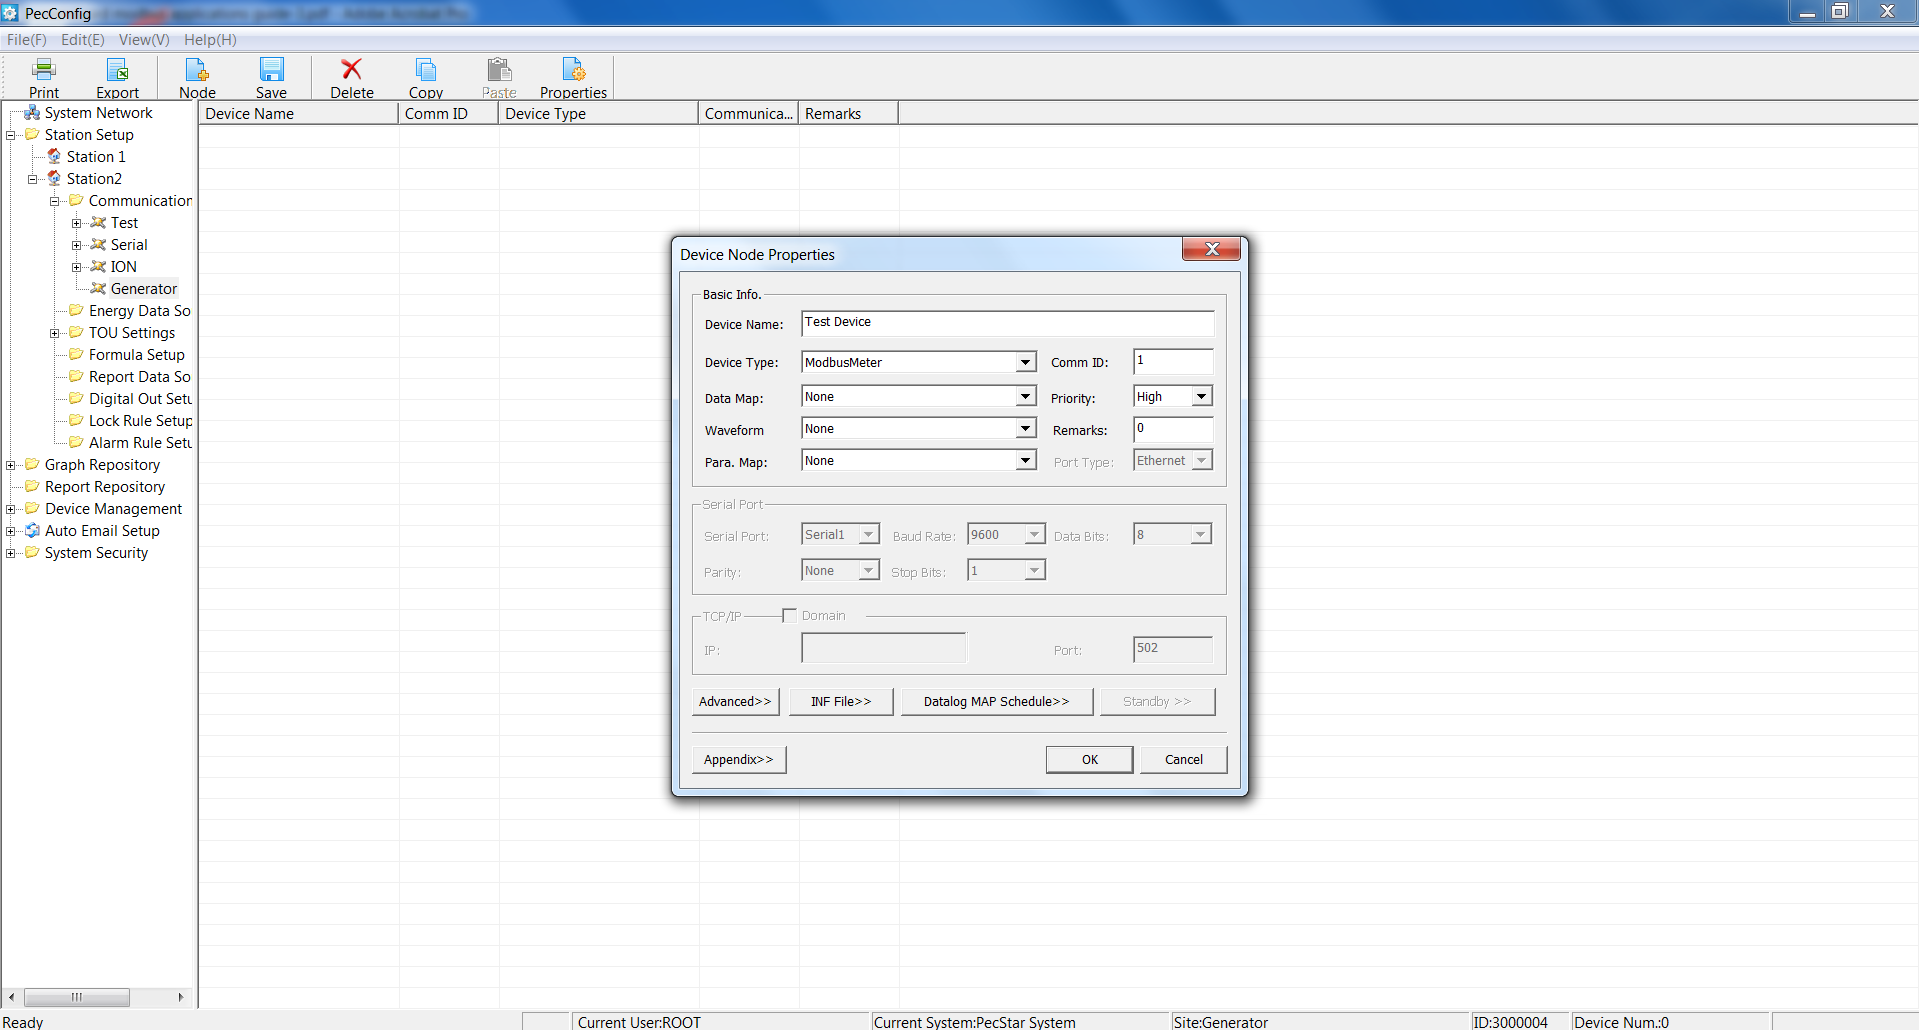 PecConfig
File(F) Edit(E) View(V) Help(H)
Print Export Node Save Delete Copy Paste Properties
System Network
Station Setup
Station 1
Station2
Communication
Test
Serial
ION
Generator
Energy Data So
TOU Settings
Formula Setup
Report Data So
Digital Out Setu
Lock Rule Setup
Alarm Rule Setu
Graph Repository
Report Repository
Device Management
Auto Email Setup
System Security
Device Name Comm ID Device Type Communica... Remarks
Device Node Properties
Basic Info.
Device Name: Test Device
Device Type: ModbusMeter Comm ID: 1
Data Map: None Priority: High
Waveform None Remarks: 0
Para. Map: None Port Type: Ethernet
Serial Port
Serial Port: Serial1 Baud Rate: 9600 Data Bits: 8
Parity: None Stop Bits: 1
TCP/IP Domain
IP: Port: 502
Advanced>> INF File>> Datalog MAP Schedule>> Standby >>
Appendix>> OK Cancel
Ready Current User:ROOT Current System:PecStar System Site:Generator ID:3000004 Device Num.:0